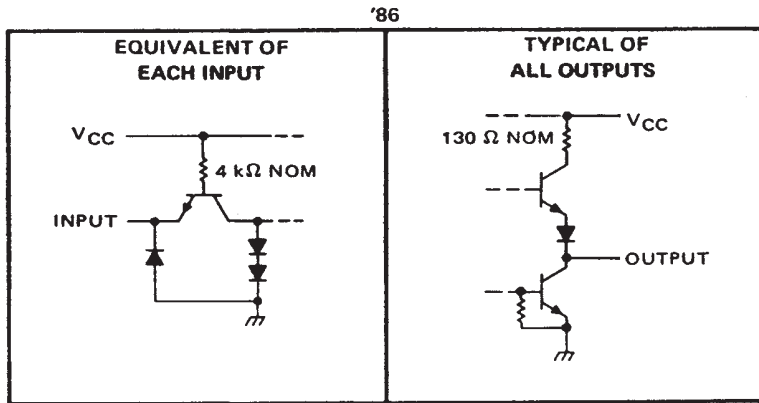 '86
EQUIVALENT OF
EACH INPUT
VCC
4 kΩ NOM
INPUT
TYPICAL OF
ALL OUTPUTS
VCC
130 Ω NOM
OUTPUT